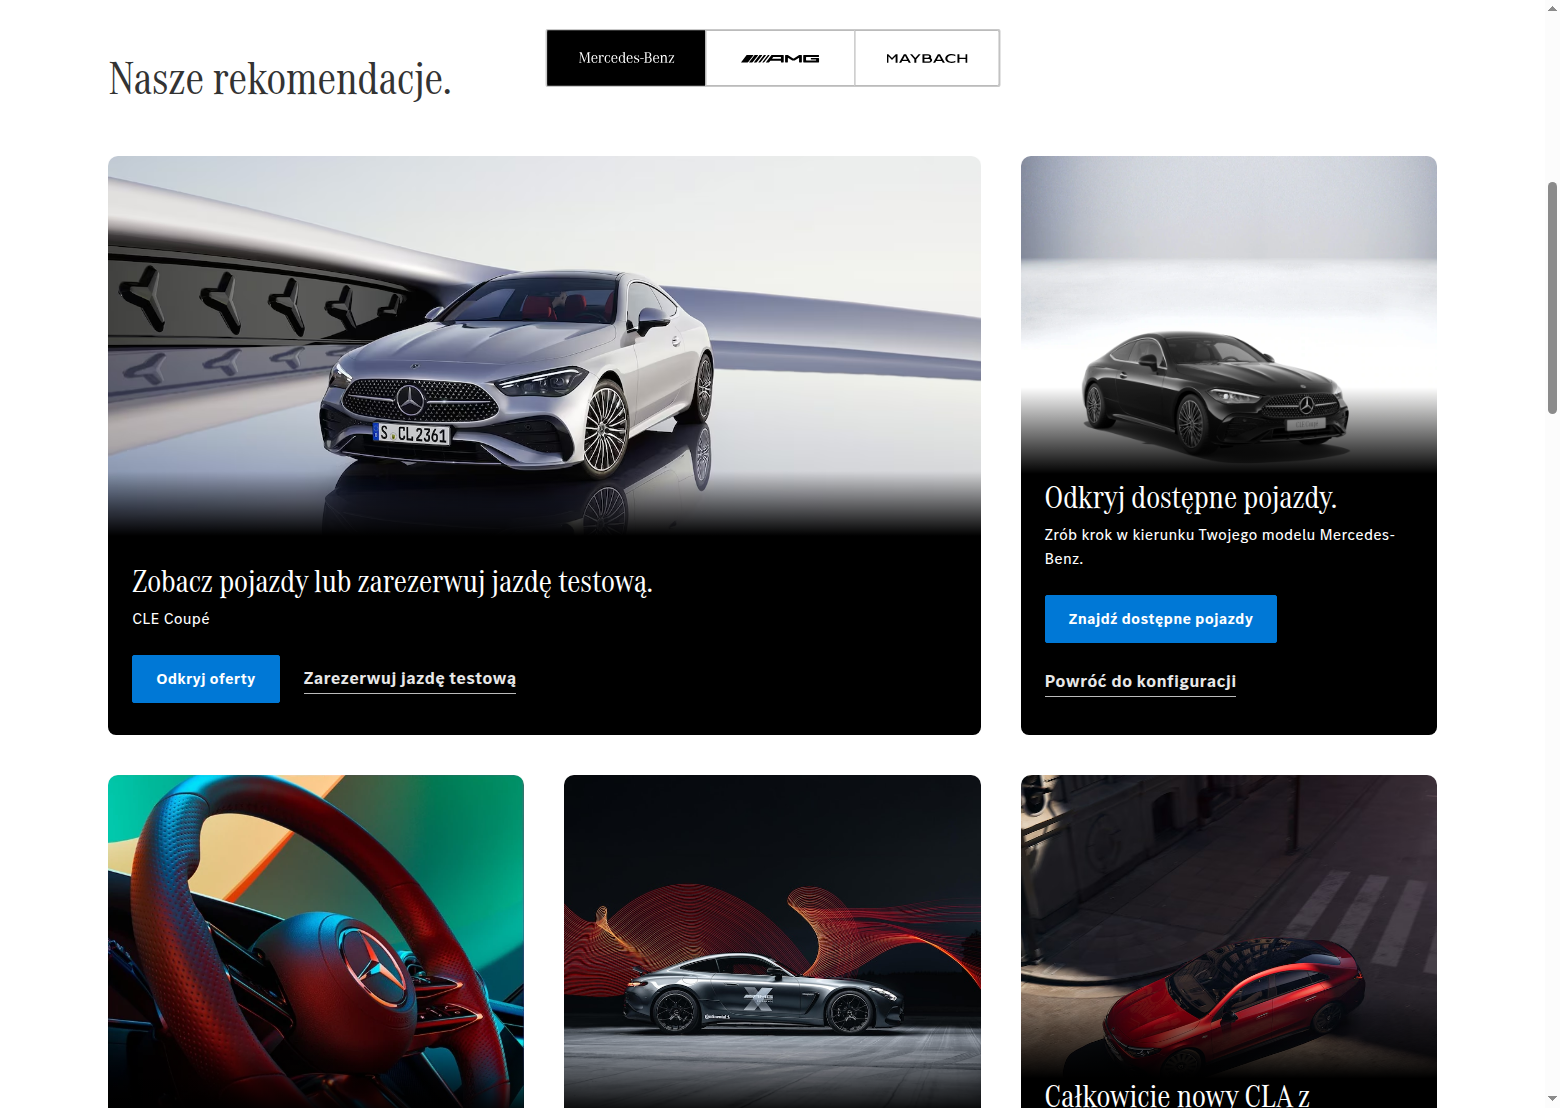 Nasze rekomendacje.
Mercedes-Benz
AMG
MAYBACH
S CL 2361
Zobacz pojazdy lub zarezerwuj jazdę testową.
CLE Coupé
Odkryj oferty
Zarezerwuj jazdę testową
Odkryj dostępne pojazdy.
Zrób krok w kierunku Twojego modelu Mercedes-
Benz.
Znajdź dostępne pojazdy
Powróć do konfiguracji
AMG
X
Continental
Całkowicie nowy CLA z